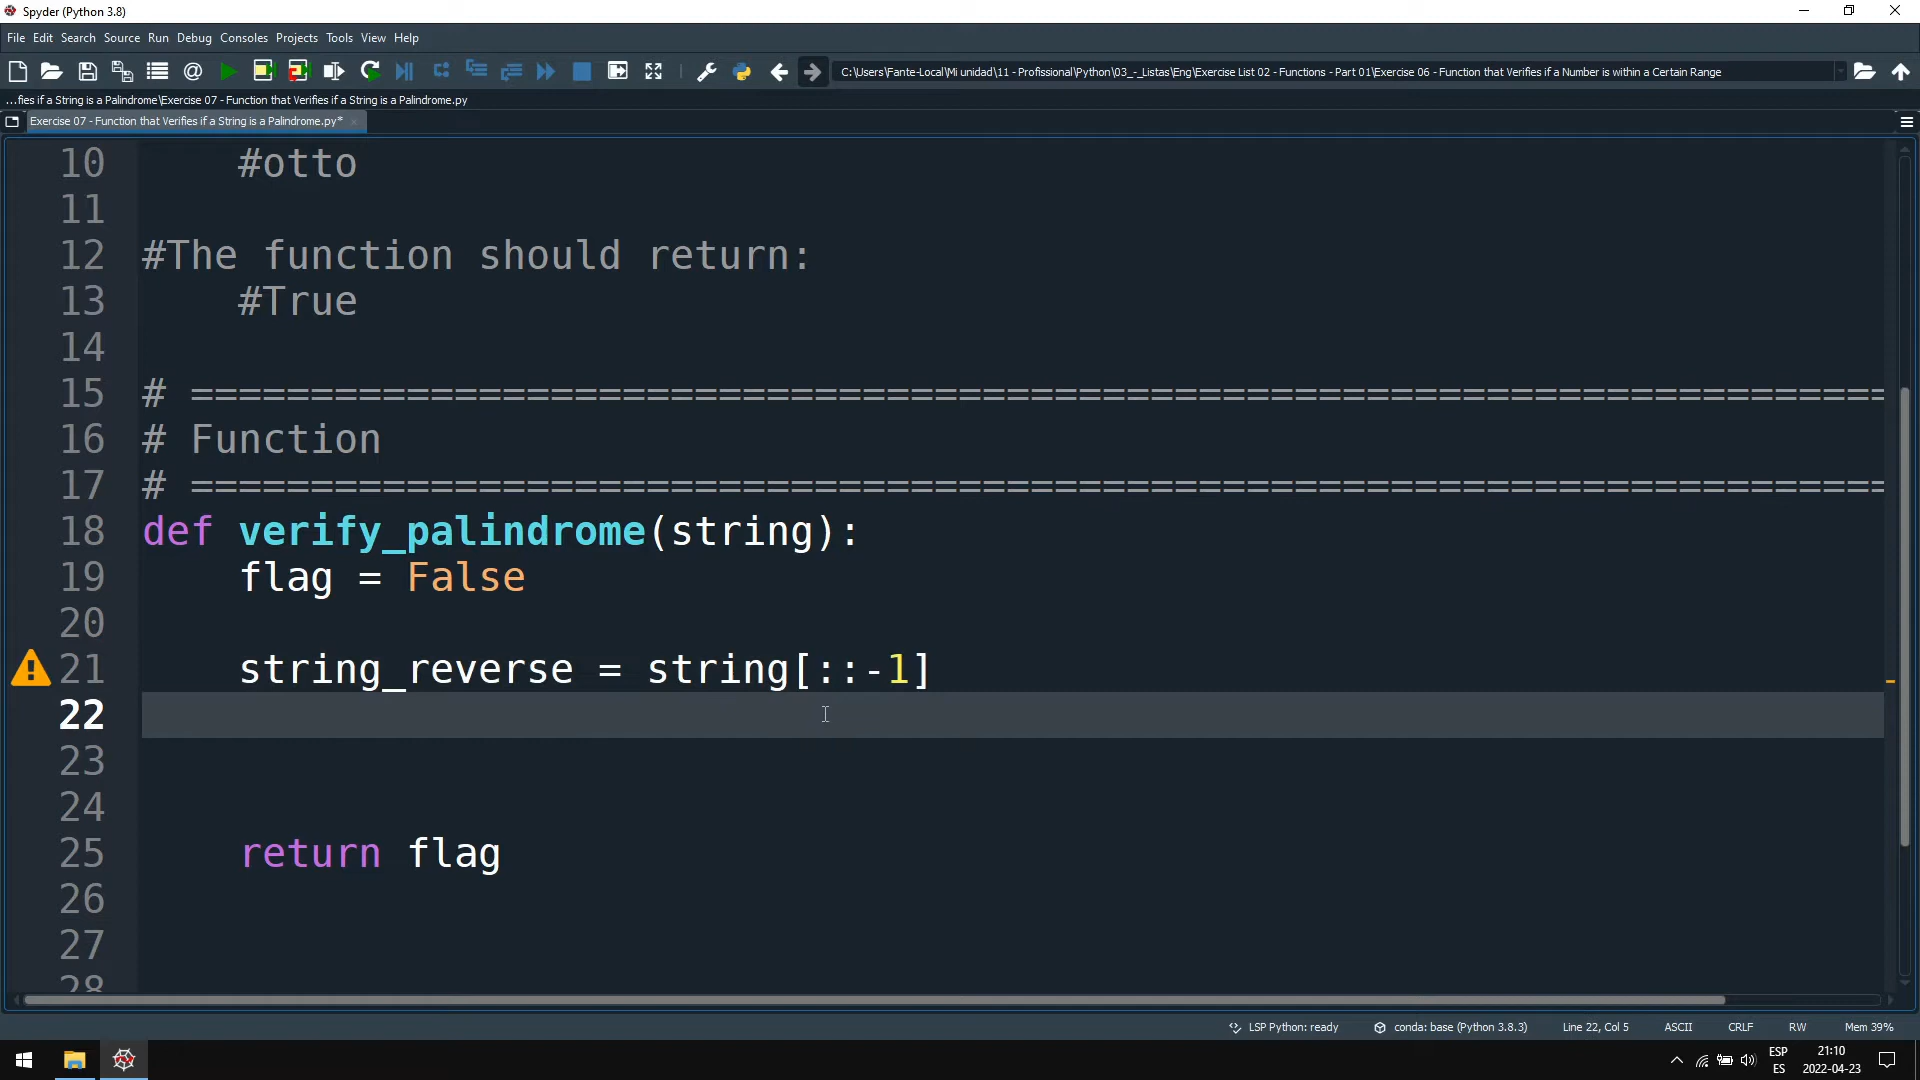 Spyder (Python 3.8)
File Edit Search Source Run Debug Consoles Projects Tools View Help
C:\Users\Fante-Local\Mi unidad\11 - Profissional\Python\03_-_Listas\Eng\Exercise List 02 - Functions - Part 01\Exercise 06 - Function that Verifies if a Number is within a Certain Range
...fies if a String is a Palindrome\Exercise 07 - Function that Verifies if a String is a Palindrome.py
Exercise 07 - Function that Verifies if a String is a Palindrome.py*
10 #otto
11
12 #The function should return:
13 #True
14
15 # =======================================================================
16 # Function
17 # =======================================================================
18 def verify_palindrome(string):
19 flag = False
20
21 string_reverse = string[::-1]
22
23
24
25 return flag
26
27
28
LSP Python: ready conda: base (Python 3.8.3) Line 22, Col 5 ASCII CRLF RW Mem 39%
ESP 21:10
ES 2022-04-23